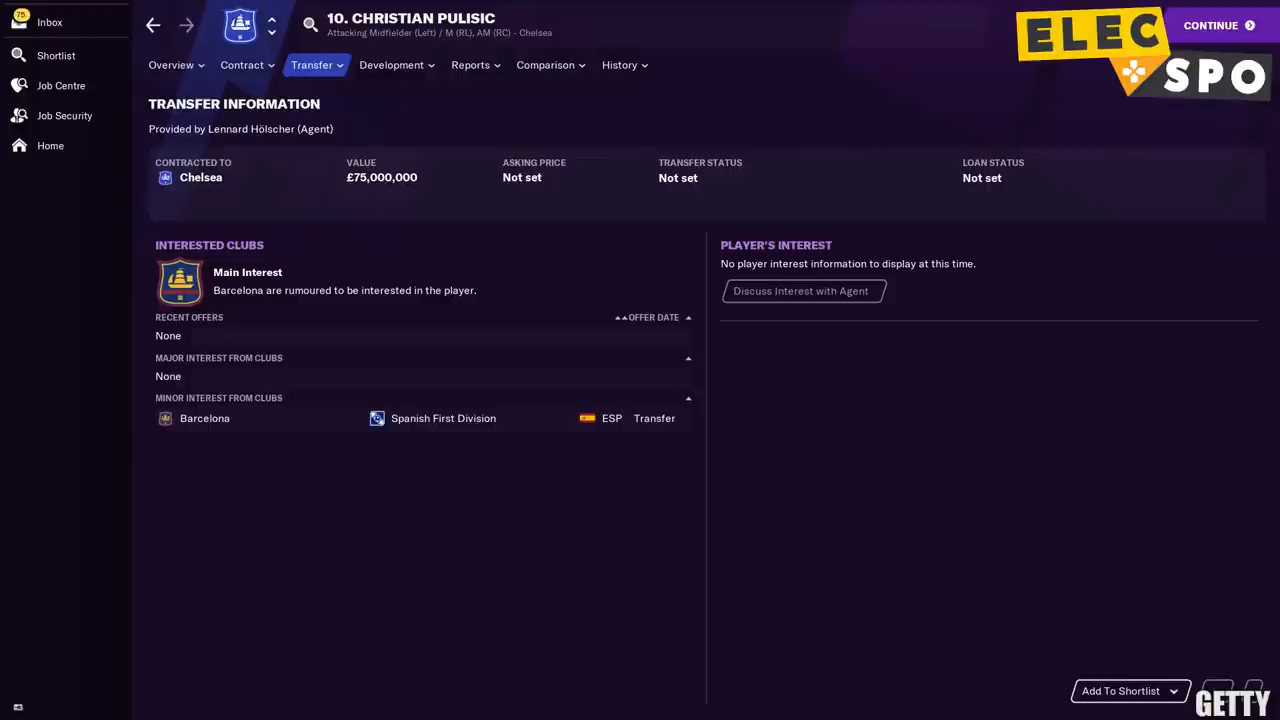 75
Inbox
Shortlist
Job Centre
Job Security
Home
10. CHRISTIAN PULISIC
Attacking Midfielder (Left) / M (RL), AM (RC) - Chelsea
ELEC
SPO
CONTINUE
Overview Contract Transfer Development Reports Comparison History
TRANSFER INFORMATION
Provided by Lennard Hölscher (Agent)
CONTRACTED TO VALUE ASKING PRICE TRANSFER STATUS LOAN STATUS
Chelsea £75,000,000 Not set Not set Not set
INTERESTED CLUBS
Main Interest
Barcelona are rumoured to be interested in the player.
RECENT OFFERS OFFER DATE
None
MAJOR INTEREST FROM CLUBS
None
MINOR INTEREST FROM CLUBS
Barcelona Spanish First Division ESP Transfer
PLAYER'S INTEREST
No player interest information to display at this time.
Discuss Interest with Agent
Add To Shortlist
GETTY